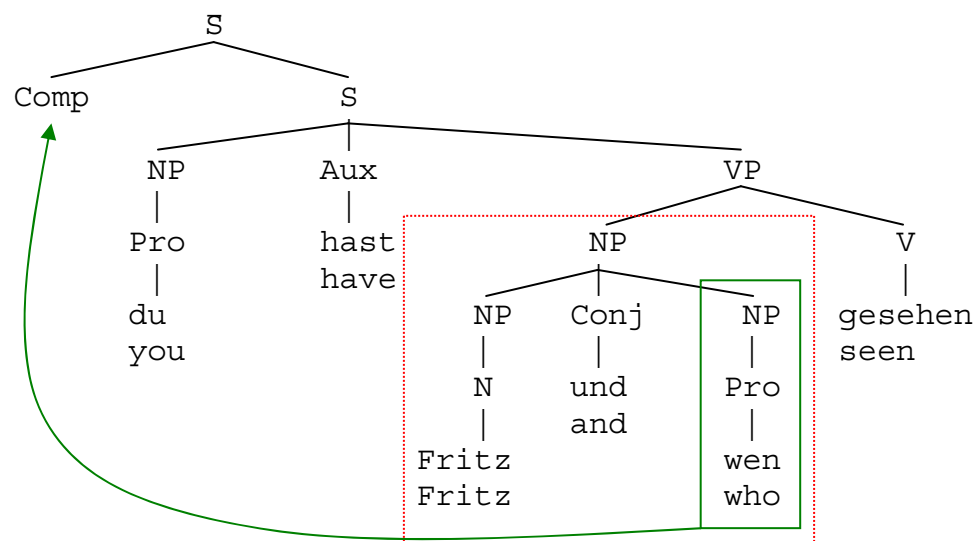 S
Comp S
NP Aux VP
Pro hast NP V
have
du NP Conj NP gesehen
you seen
N und Pro
and
Fritz wen
Fritz who